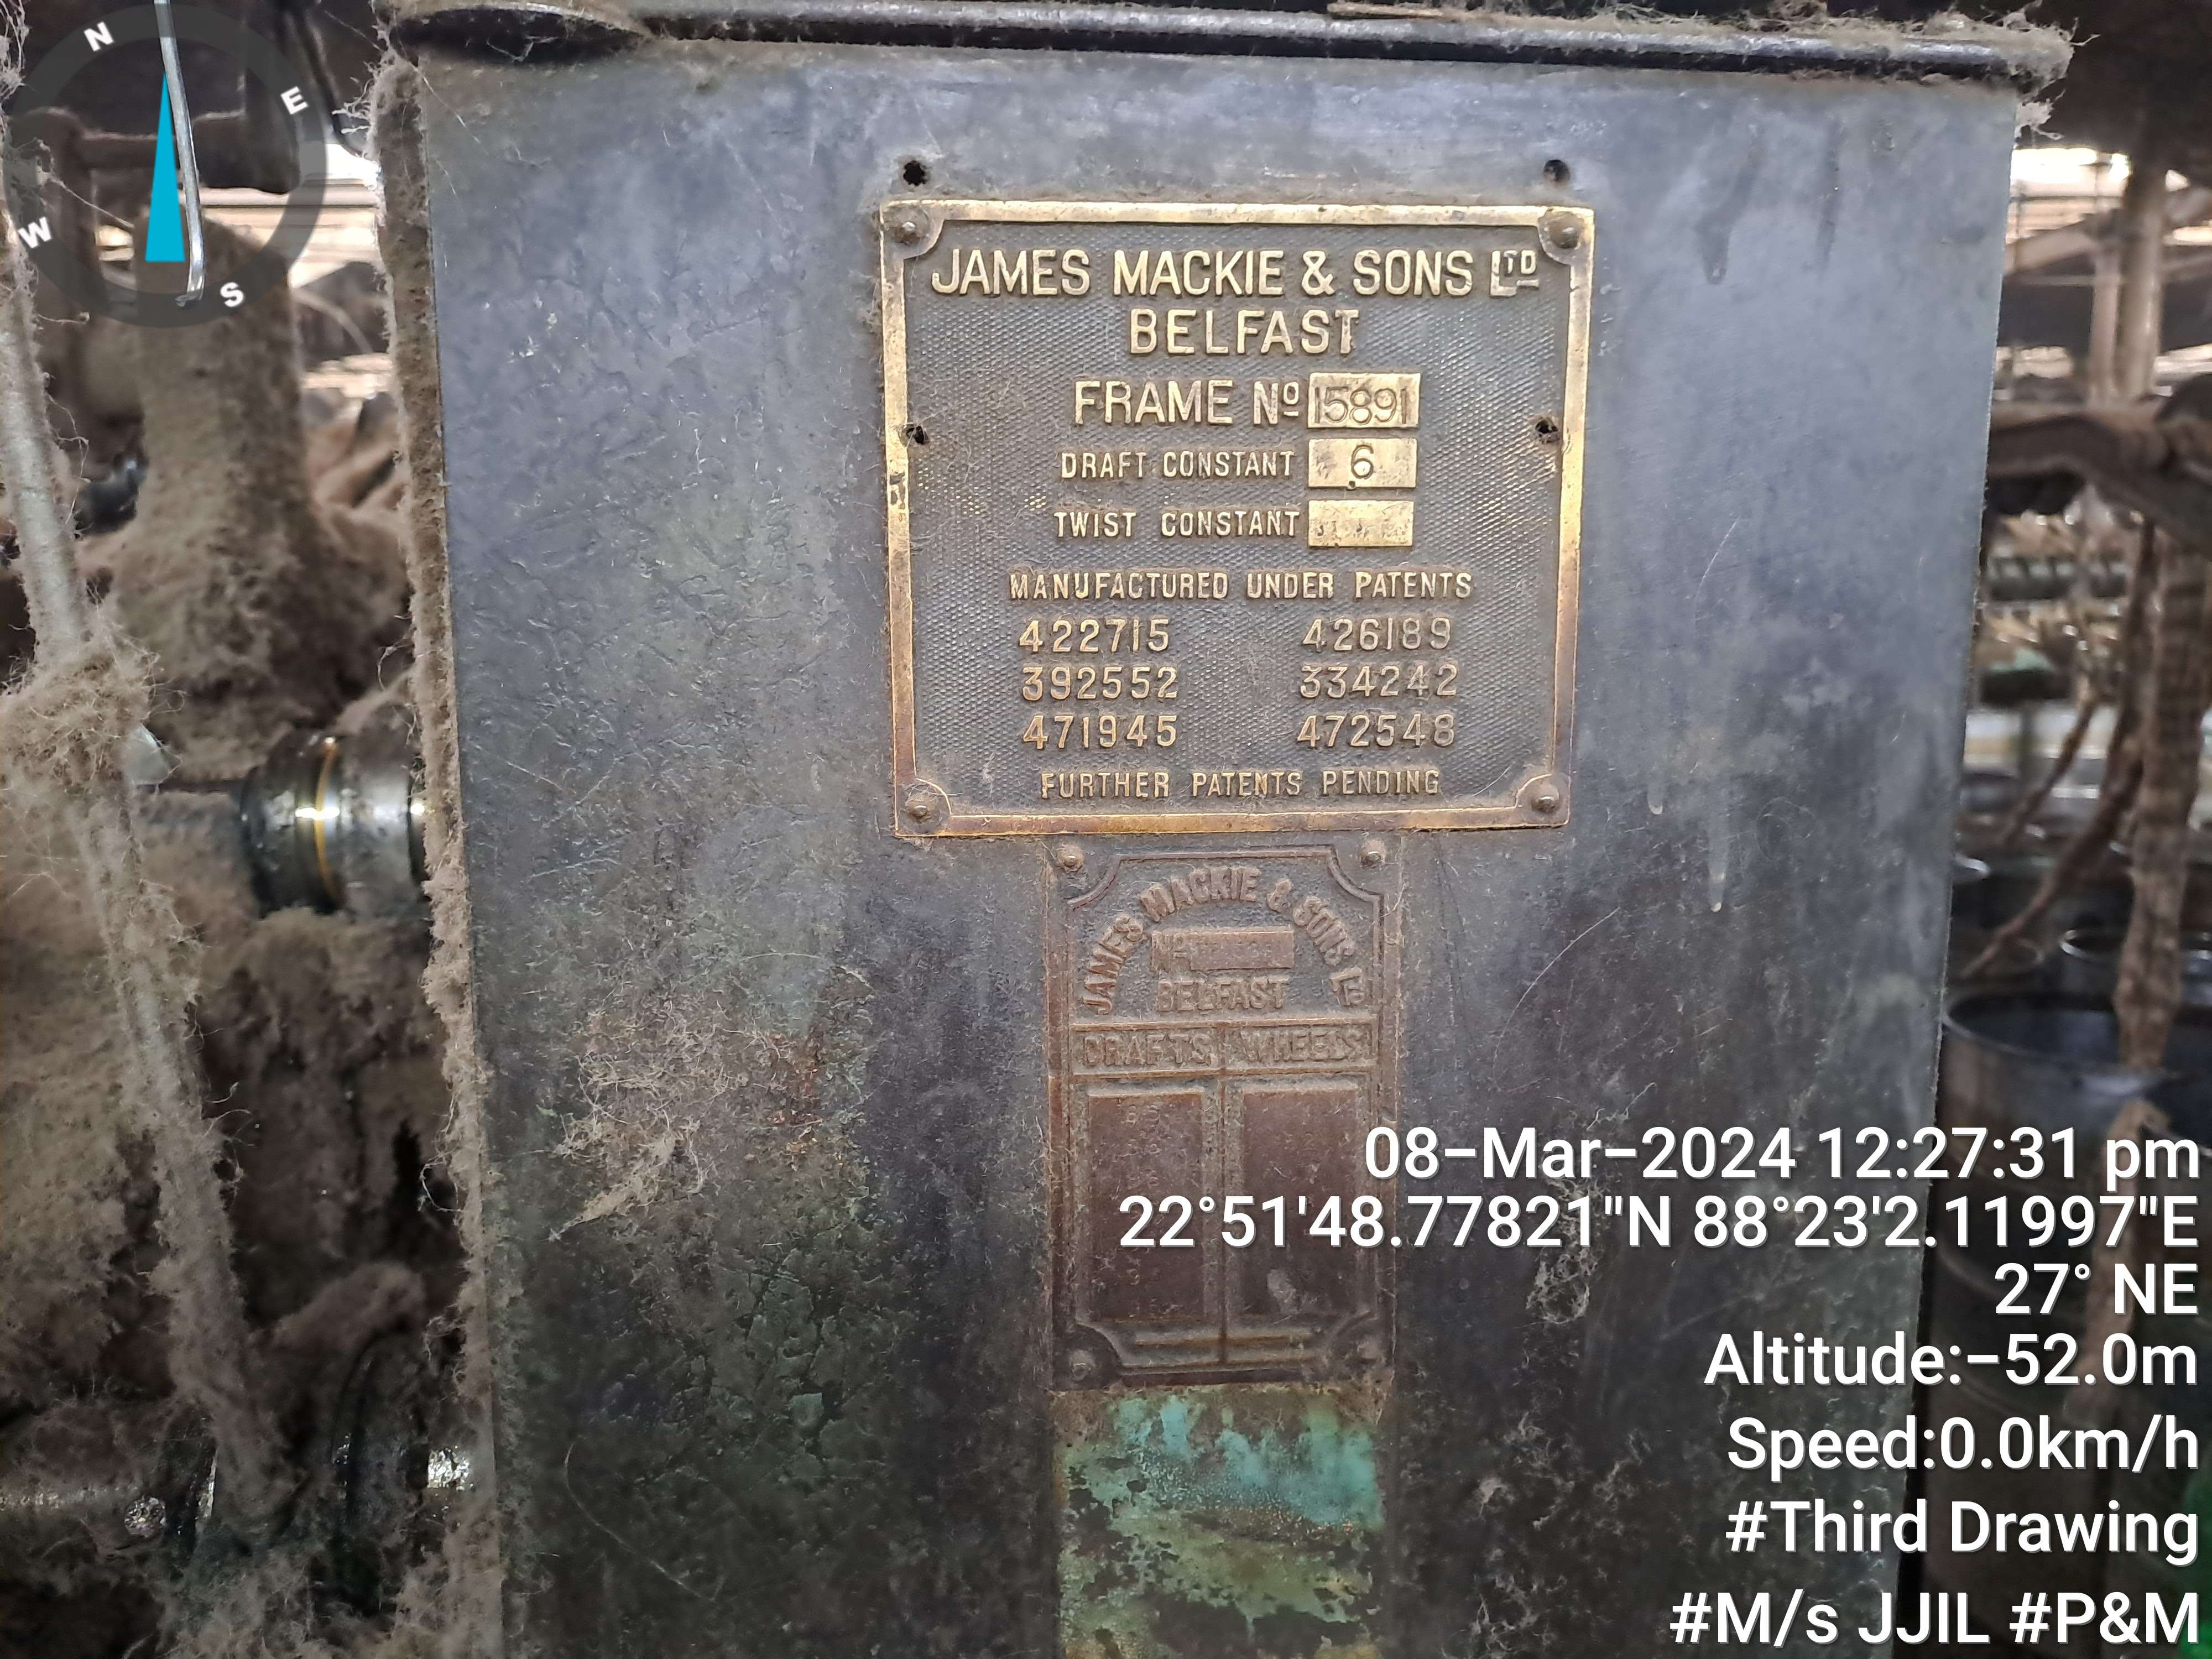 N
E
W
S
JAMES MACKIE & SONS LTD
BELFAST
FRAME No 15891
DRAFT CONSTANT 6
TWIST CONSTANT
MANUFACTURED UNDER PATENTS
422715 426189
392552 334242
471945 472548
FURTHER PATENTS PENDING
JAMES MACKIE & SONS LTD
No
BELFAST
DRAFTS WHEELS
08-Mar-2024 12:27:31 pm
22°51'48.77821"N 88°23'2.11997"E
27° NE
Altitude:-52.0m
Speed:0.0km/h
#Third Drawing
#M/s JJIL #P&M